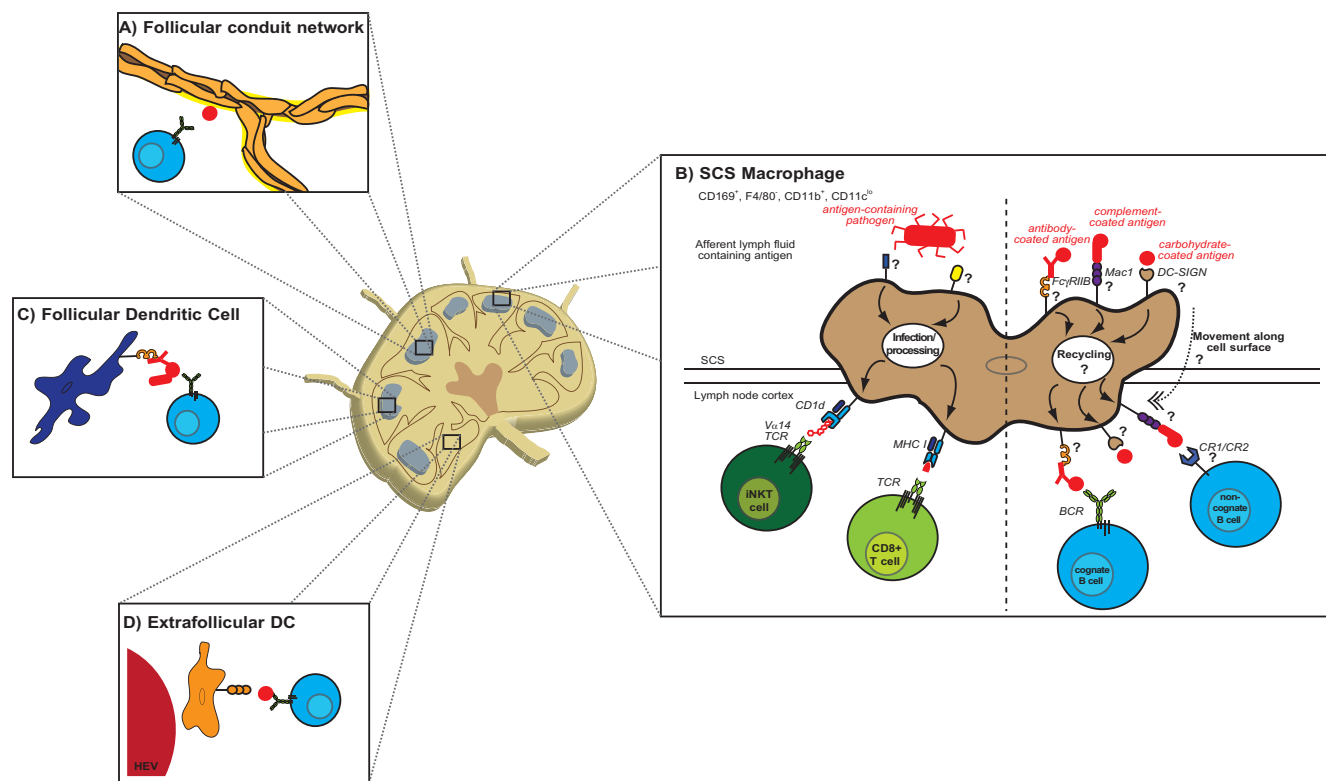 A) Follicular conduit network
B) SCS Macrophage
CD169⁺, F4/80⁻, CD11b⁺, CD11cˡᵒ
antigen-containing
pathogen
Afferent lymph fluid
containing antigen
?
?
antibody-
coated antigen
complement-
coated antigen
carbohydrate-
coated antigen
FcγRIIB
?
Mac1
?
DC-SIGN
?
Infection/
processing
Recycling
?
Movement along
cell surface
?
SCS
Lymph node cortex
CD1d
Vα14
TCR
iNKT
cell
MHC I
TCR
CD8+
T cell
?
?
?
BCR
cognate
B cell
CR1/CR2
?
non-
cognate
B cell
C) Follicular Dendritic Cell
D) Extrafollicular DC
HEV